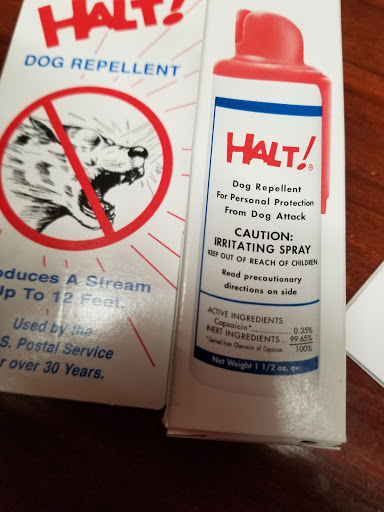 HALT!
DOG REPELLENT
oduces A Stream
Up To 12 Feet.
Used by the
S. Postal Service
r over 30 Years.
HALT!®
Dog Repellent
For Personal Protection
From Dog Attack
CAUTION:
IRRITATING SPRAY
KEEP OUT OF REACH OF CHILDREN
Read precautionary
directions on side
ACTIVE INGREDIENTS
Capsaicin*............... 0.35%
INERT INGREDIENTS... 99.65%
*Derived from Oleoresin of Capsicum 100%
Net Weight 1 1/2 oz. av.